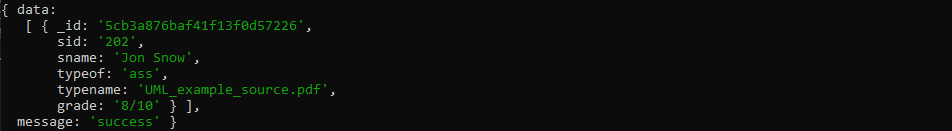 { data:
[ { _id: '5cb3a876baf41f13f0d57226',
sid: '202',
sname: 'Jon Snow',
typeof: 'ass',
typename: 'UML_example_source.pdf',
grade: '8/10' } ],
message: 'success' }